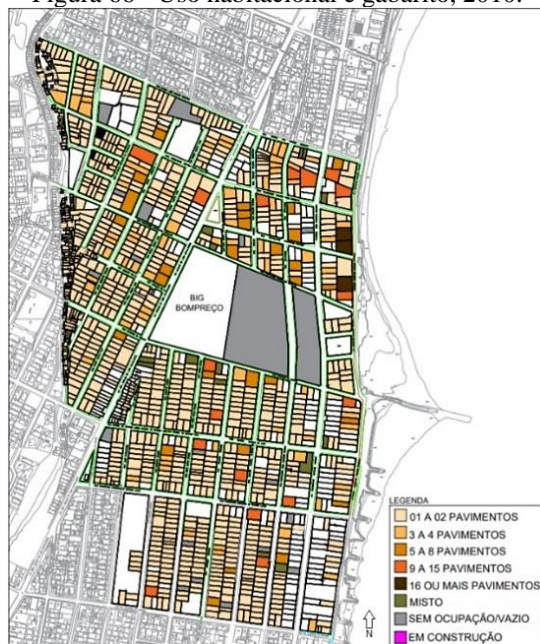 Figura 60 - Uso habitacional e gabarito, 2016.
BIG
BOMPREÇO
LEGENDA
01 A 02 PAVIMENTOS
3 A 4 PAVIMENTOS
5 A 8 PAVIMENTOS
9 A 15 PAVIMENTOS
16 OU MAIS PAVIMENTOS
MISTO
SEM OCUPAÇÃO/VAZIO
EM CONSTRUÇÃO
N